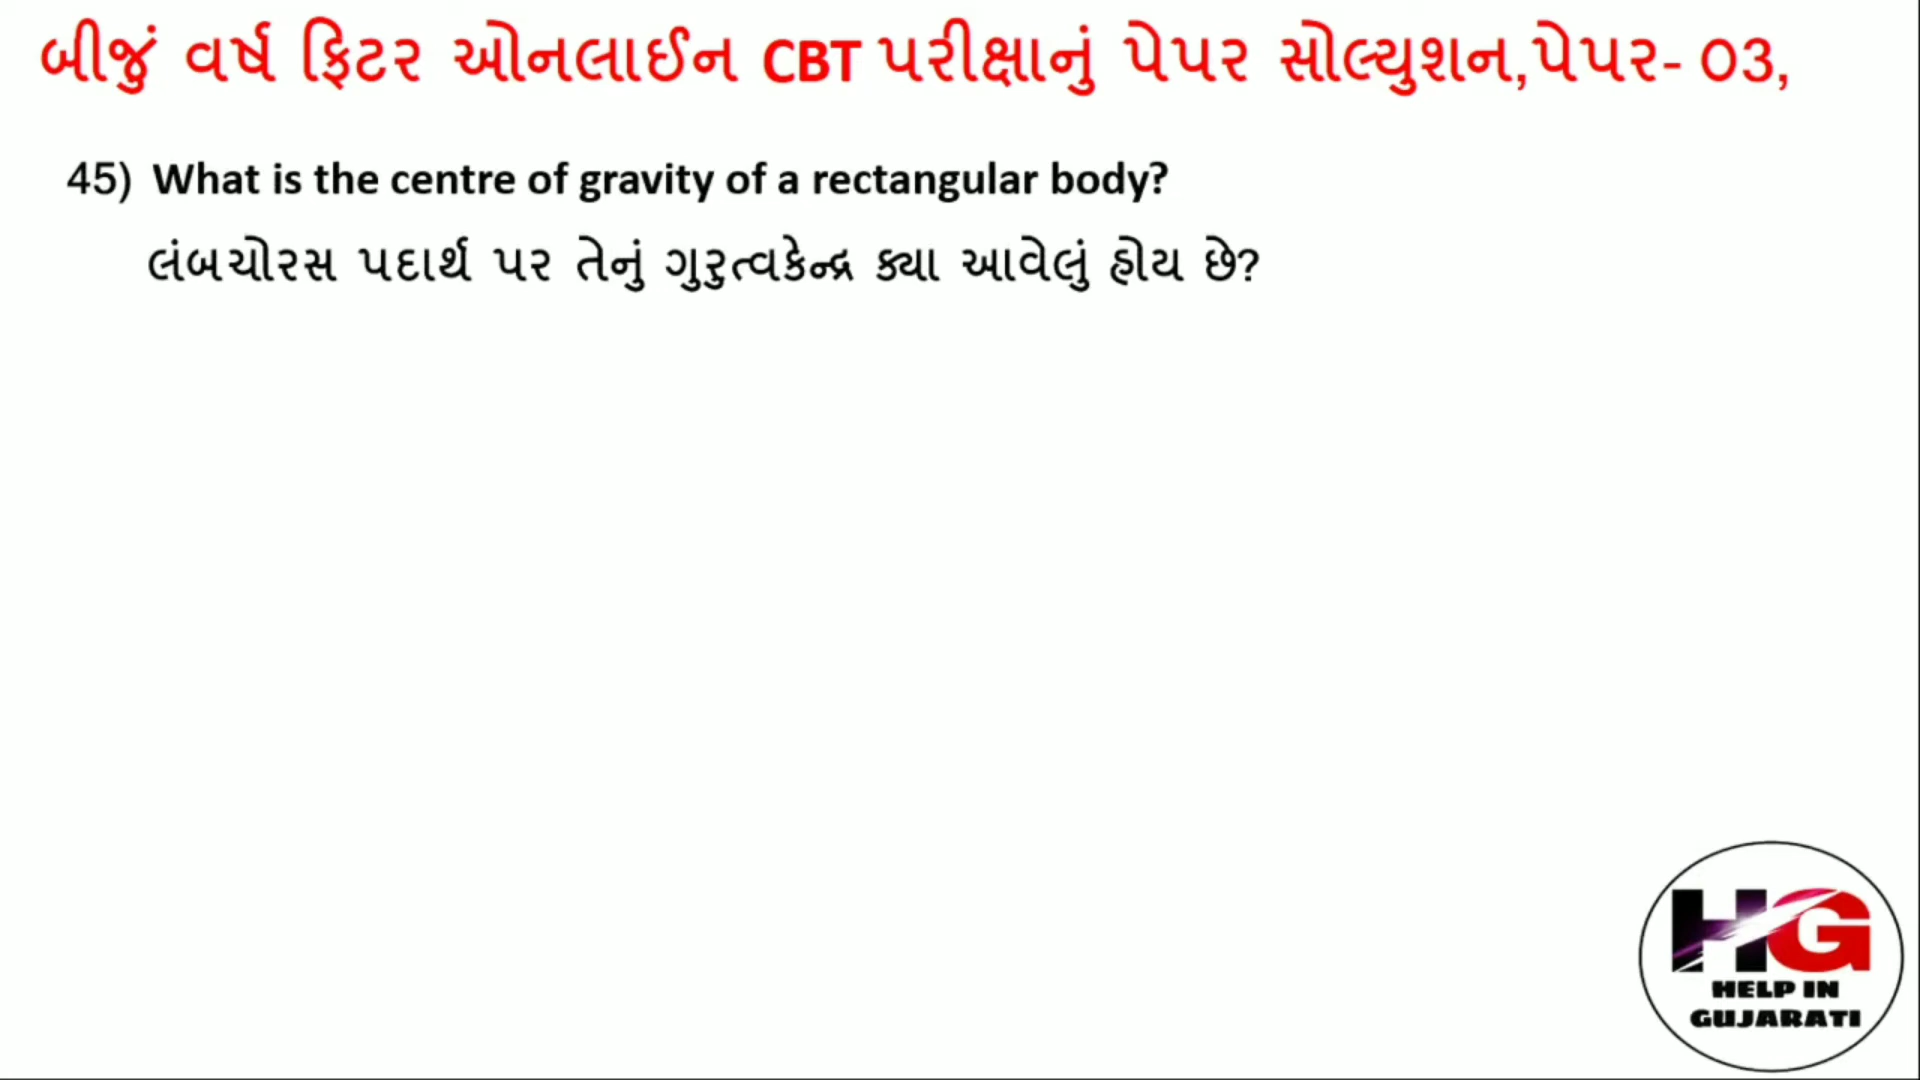 બીજું વર્ષ ફિટર ઓનલાઈન CBT પરીક્ષાનું પેપર સોલ્યુશન,પેપર- 03,
45) What is the centre of gravity of a rectangular body?
લંબચોરસ પદાર્થ પર તેનું ગુરુત્વકેન્દ્ર ક્યા આવેલું હોય છે?
HG
HELP IN
GUJARATI